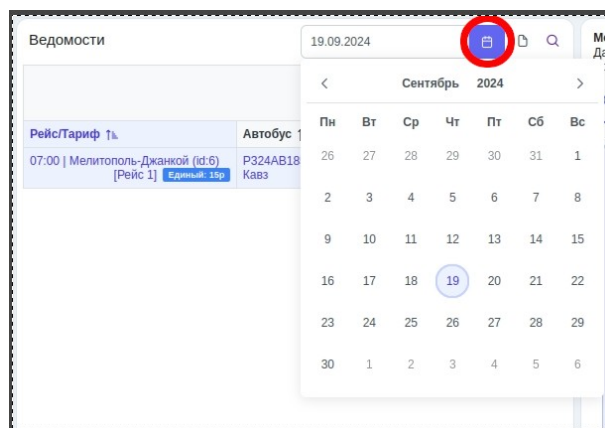 Ведомости
19.09.2024
Сентябрь 2024
Рейс/Тариф
Автобус
07:00 | Мелитополь-Джанкой (id:6)
[Рейс 1] Единый: 15р
Р324АВ18
Кавз
Пн Вт Ср Чт Пт Сб Вс
26 27 28 29 30 31 1
2 3 4 5 6 7 8
9 10 11 12 13 14 15
16 17 18 19 20 21 22
23 24 25 26 27 28 29
30 1 2 3 4 5 6